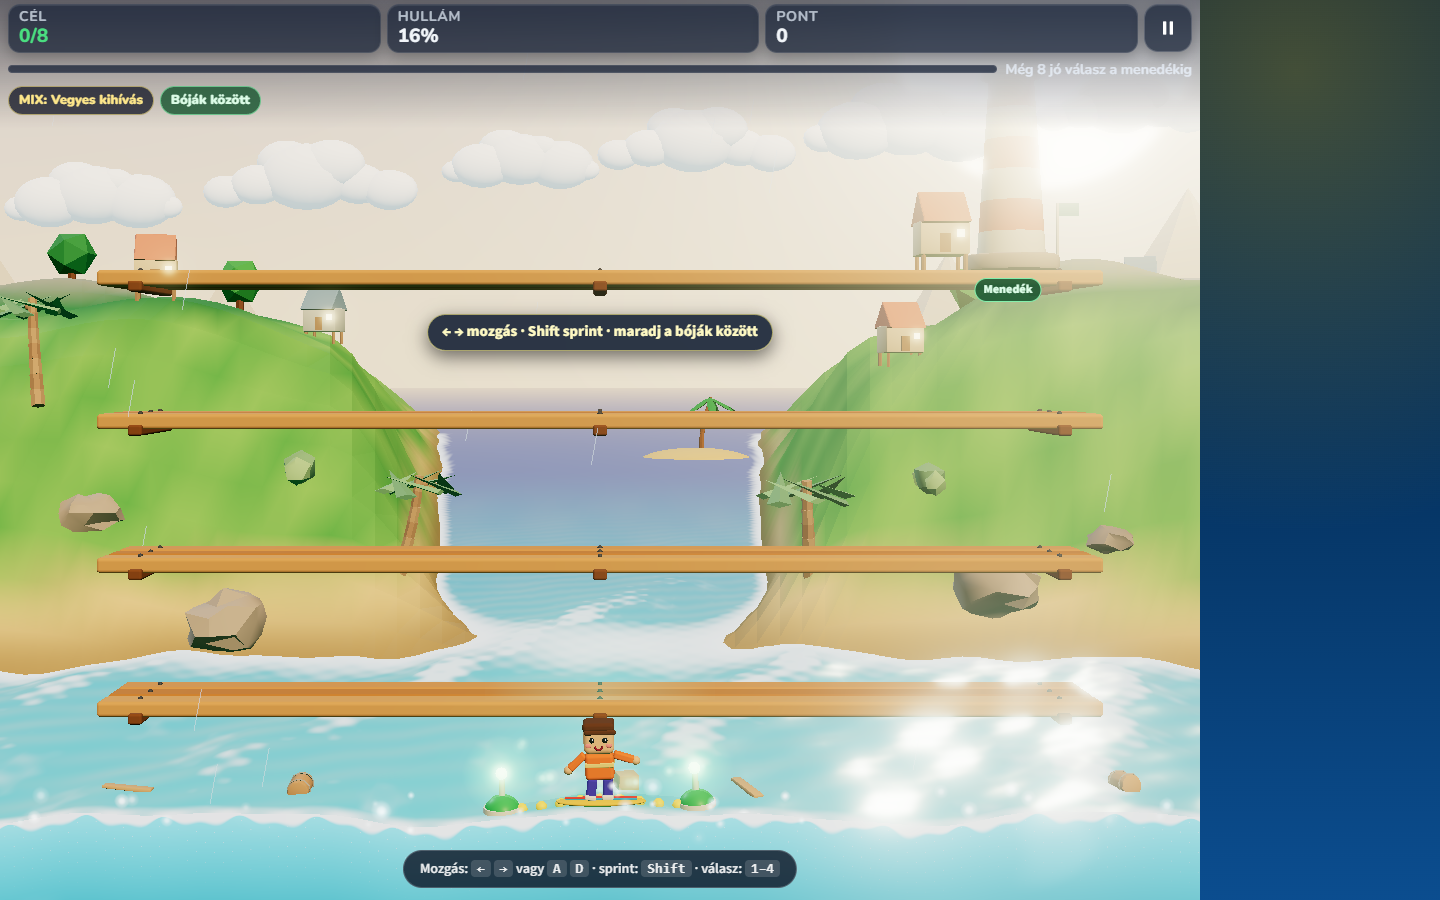 CÉL
0/8
HULLÁM
16%
PONT
0
Még 8 jó válasz a menedékig
MIX: Vegyes kihívás
Bóják között
Menedék
← → mozgás · Shift sprint · maradj a bóják között
Mozgás: ← → vagy A D · sprint: Shift · válasz: 1–4